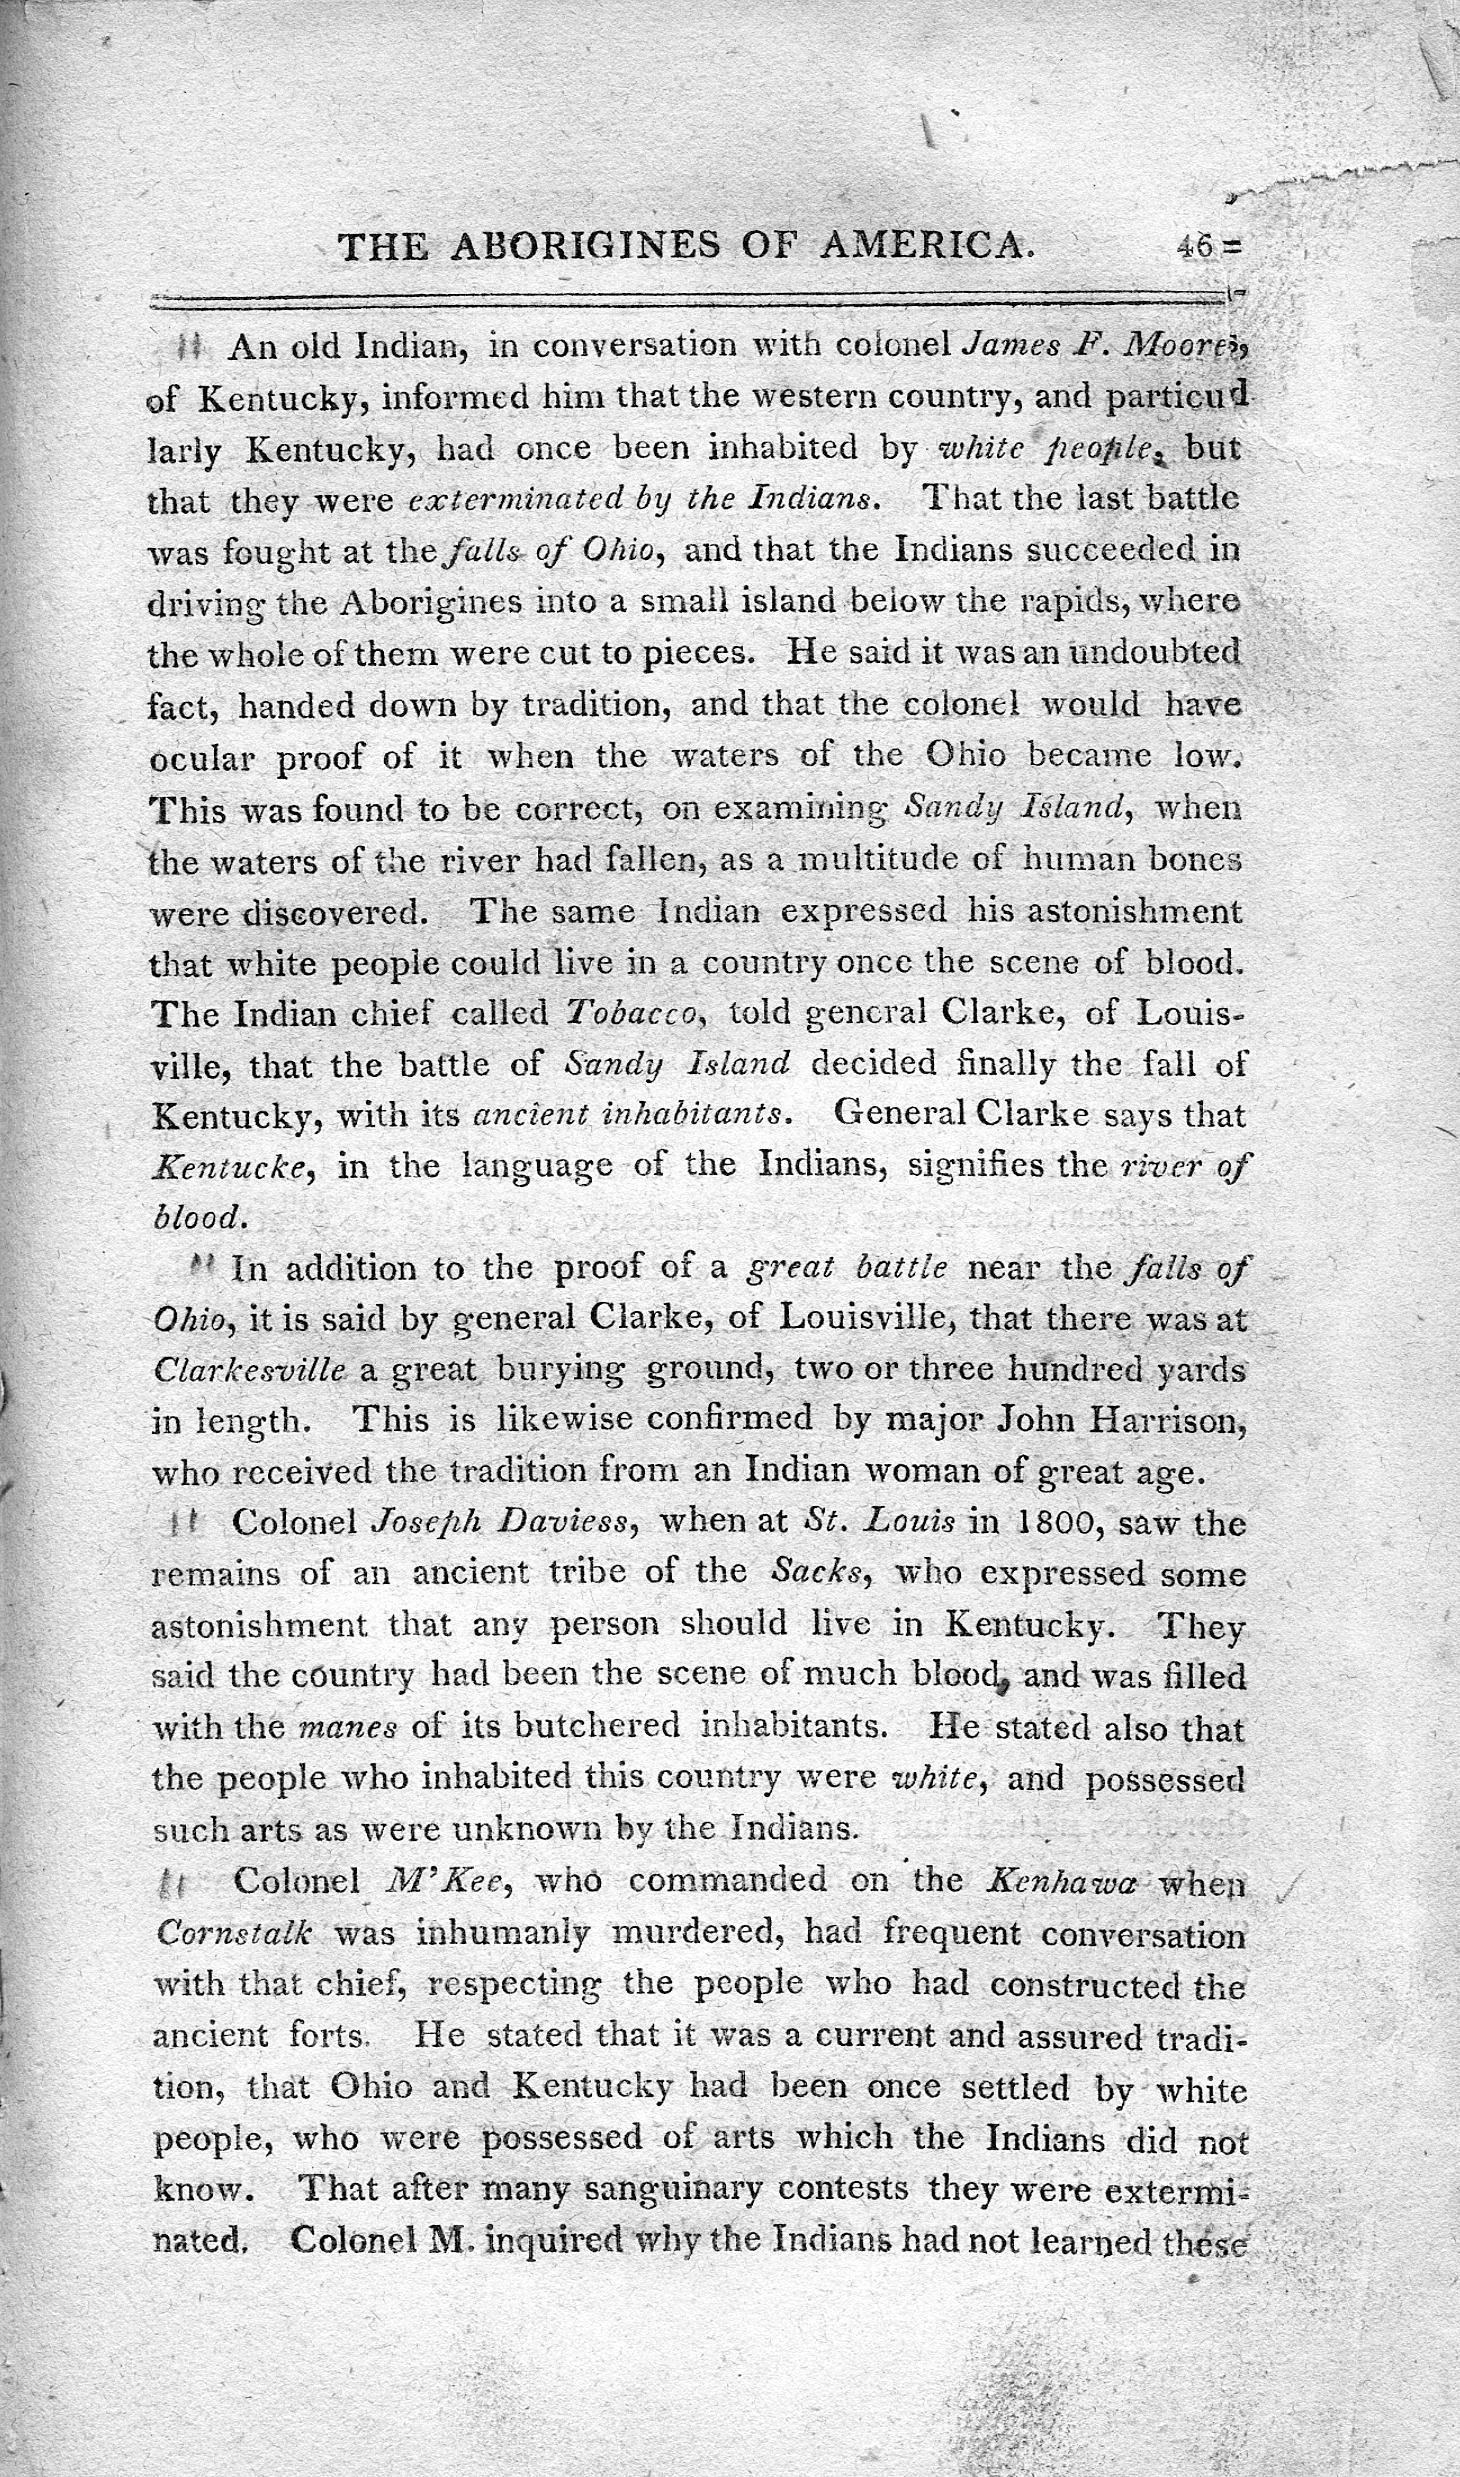 THE ABORIGINES OF AMERICA. 46=
" An old Indian, in conversation with colonel James F. Moore,
of Kentucky, informed him that the western country, and particu-
larly Kentucky, had once been inhabited by white people, but
that they were exterminated by the Indians. That the last battle
was fought at the falls of Ohio, and that the Indians succeeded in
driving the Aborigines into a small island below the rapids, where
the whole of them were cut to pieces. He said it was an undoubted
fact, handed down by tradition, and that the colonel would have
ocular proof of it when the waters of the Ohio became low.
This was found to be correct, on examining Sandy Island, when
the waters of the river had fallen, as a multitude of human bones
were discovered. The same Indian expressed his astonishment
that white people could live in a country once the scene of blood.
The Indian chief called Tobacco, told general Clarke, of Louis-
ville, that the battle of Sandy Island decided finally the fall of
Kentucky, with its ancient inhabitants. General Clarke says that
Kentucke, in the language of the Indians, signifies the river of
blood.
" In addition to the proof of a great battle near the falls of
Ohio, it is said by general Clarke, of Louisville, that there was at
Clarkesville a great burying ground, two or three hundred yards
in length. This is likewise confirmed by major John Harrison,
who received the tradition from an Indian woman of great age.
" Colonel Joseph Daviess, when at St. Louis in 1800, saw the
remains of an ancient tribe of the Sacks, who expressed some
astonishment that any person should live in Kentucky. They
said the country had been the scene of much blood, and was filled
with the manes of its butchered inhabitants. He stated also that
the people who inhabited this country were white, and possessed
such arts as were unknown by the Indians.
" Colonel M'Kee, who commanded on the Kenhawa when
Cornstalk was inhumanly murdered, had frequent conversation
with that chief, respecting the people who had constructed the
ancient forts. He stated that it was a current and assured tradi-
tion, that Ohio and Kentucky had been once settled by white
people, who were possessed of arts which the Indians did not
know. That after many sanguinary contests they were extermi-
nated. Colonel M. inquired why the Indians had not learned these